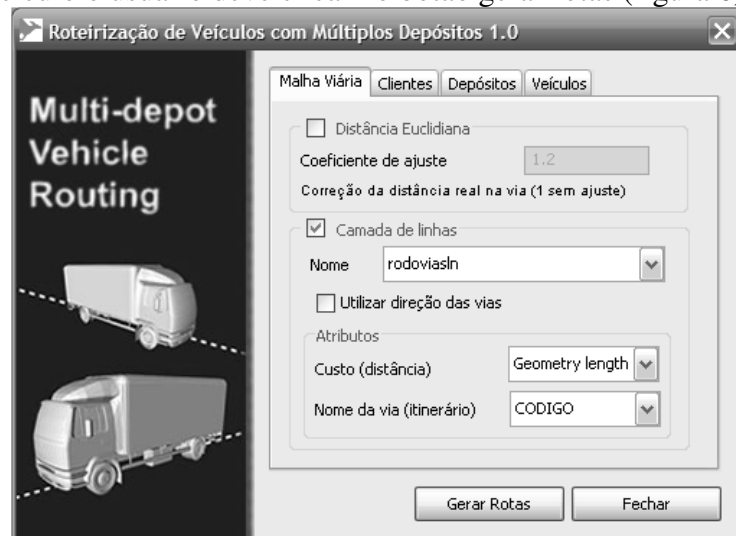 Roteirização de Veículos com Múltiplos Depósitos 1.0
Multi-depot
Vehicle
Routing
Malha Viária Clientes Depósitos Veículos
Distância Euclidiana
Coeficiente de ajuste 1.2
Correção da distância real na via (1 sem ajuste)
Camada de linhas
Nome rodoviasln
Utilizar direção das vias
Atributos
Custo (distância) Geometry length
Nome da via (itinerário) CODIGO
Gerar Rotas Fechar